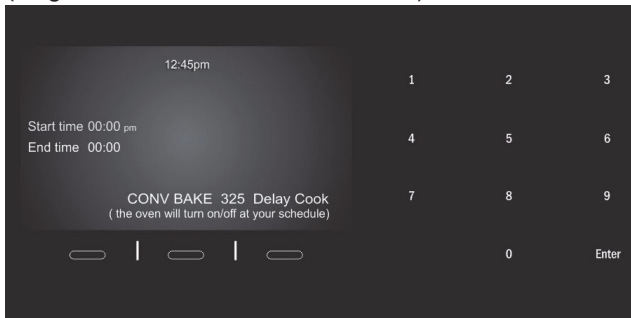 12:45pm
Start time 00:00 pm
End time 00:00
CONV BAKE 325 Delay Cook
( the oven will turn on/off at your schedule)
1 2 3
4 5 6
7 8 9
0 Enter